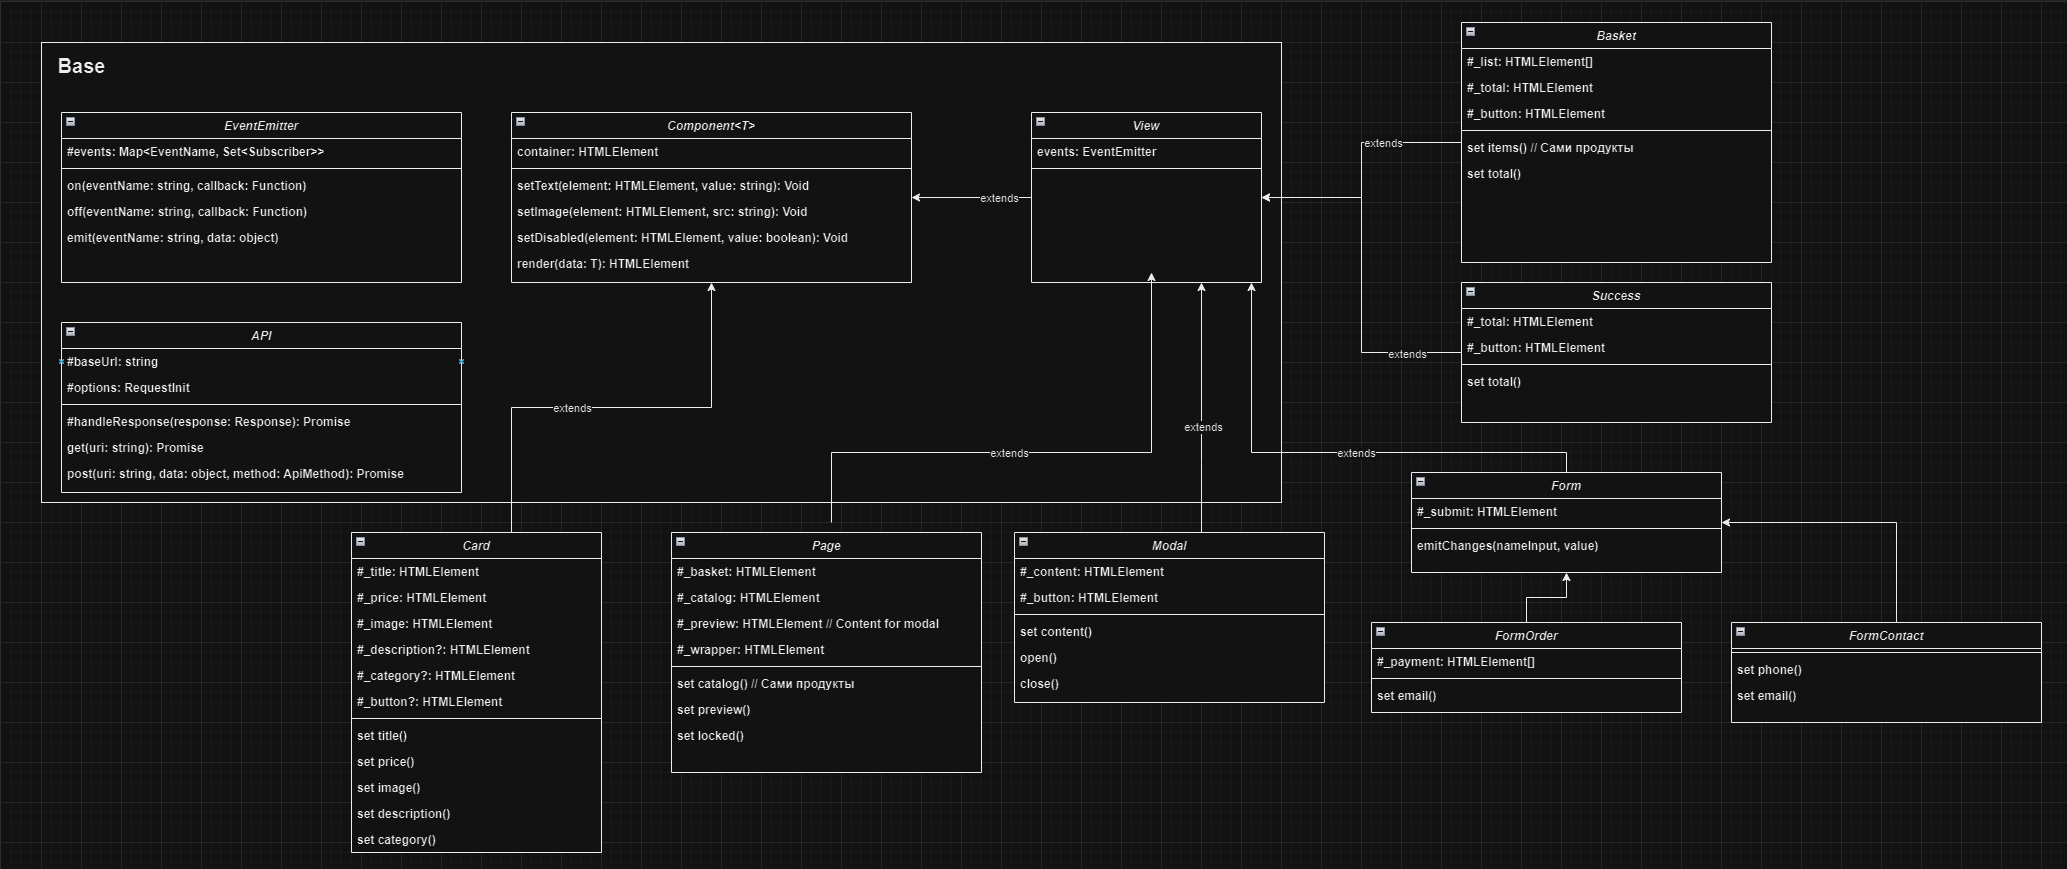 Base
EventEmitter
#events: Map<EventName, Set<Subscriber>>
on(eventName: string, callback: Function)
off(eventName: string, callback: Function)
emit(eventName: string, data: object)
Component<T>
container: HTMLElement
setText(element: HTMLElement, value: string): Void
setImage(element: HTMLElement, src: string): Void
setDisabled(element: HTMLElement, value: boolean): Void
render(data: T): HTMLElement
extends
View
events: EventEmitter
extends
Basket
#_list: HTMLElement[]
#_total: HTMLElement
#_button: HTMLElement
set items() // Сами продукты
set total()
extends
Success
#_total: HTMLElement
#_button: HTMLElement
set total()
API
#baseUrl: string
#options: RequestInit
#handleResponse(response: Response): Promise
get(uri: string): Promise
post(uri: string, data: object, method: ApiMethod): Promise
extends
extends
extends
extends
Form
#_submit: HTMLElement
emitChanges(nameInput, value)
Card
#_title: HTMLElement
#_price: HTMLElement
#_image: HTMLElement
#_description?: HTMLElement
#_category?: HTMLElement
#_button?: HTMLElement
set title()
set price()
set image()
set description()
set category()
Page
#_basket: HTMLElement
#_catalog: HTMLElement
#_preview: HTMLElement // Content for modal
#_wrapper: HTMLElement
set catalog() // Сами продукты
set preview()
set locked()
Modal
#_content: HTMLElement
#_button: HTMLElement
set content()
open()
close()
FormOrder
#_payment: HTMLElement[]
set email()
FormContact
set phone()
set email()